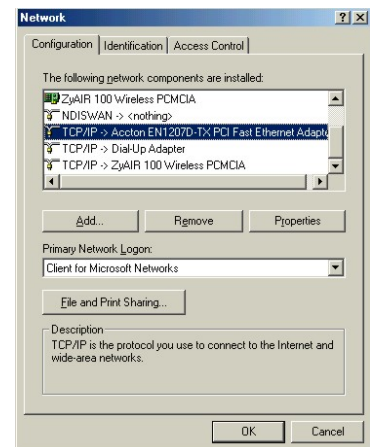 Network
Configuration Identification Access Control
The following network components are installed:
ZyAIR 100 Wireless PCMCIA
NDISWAN -> <nothing>
TCP/IP -> Accton EN1207D-TX PCI Fast Ethernet Adapte
TCP/IP -> Dial-Up Adapter
TCP/IP -> ZyAIR 100 Wireless PCMCIA
Add... Remove Properties
Primary Network Logon:
Client for Microsoft Networks
File and Print Sharing...
Description
TCP/IP is the protocol you use to connect to the Internet and
wide-area networks.
OK Cancel